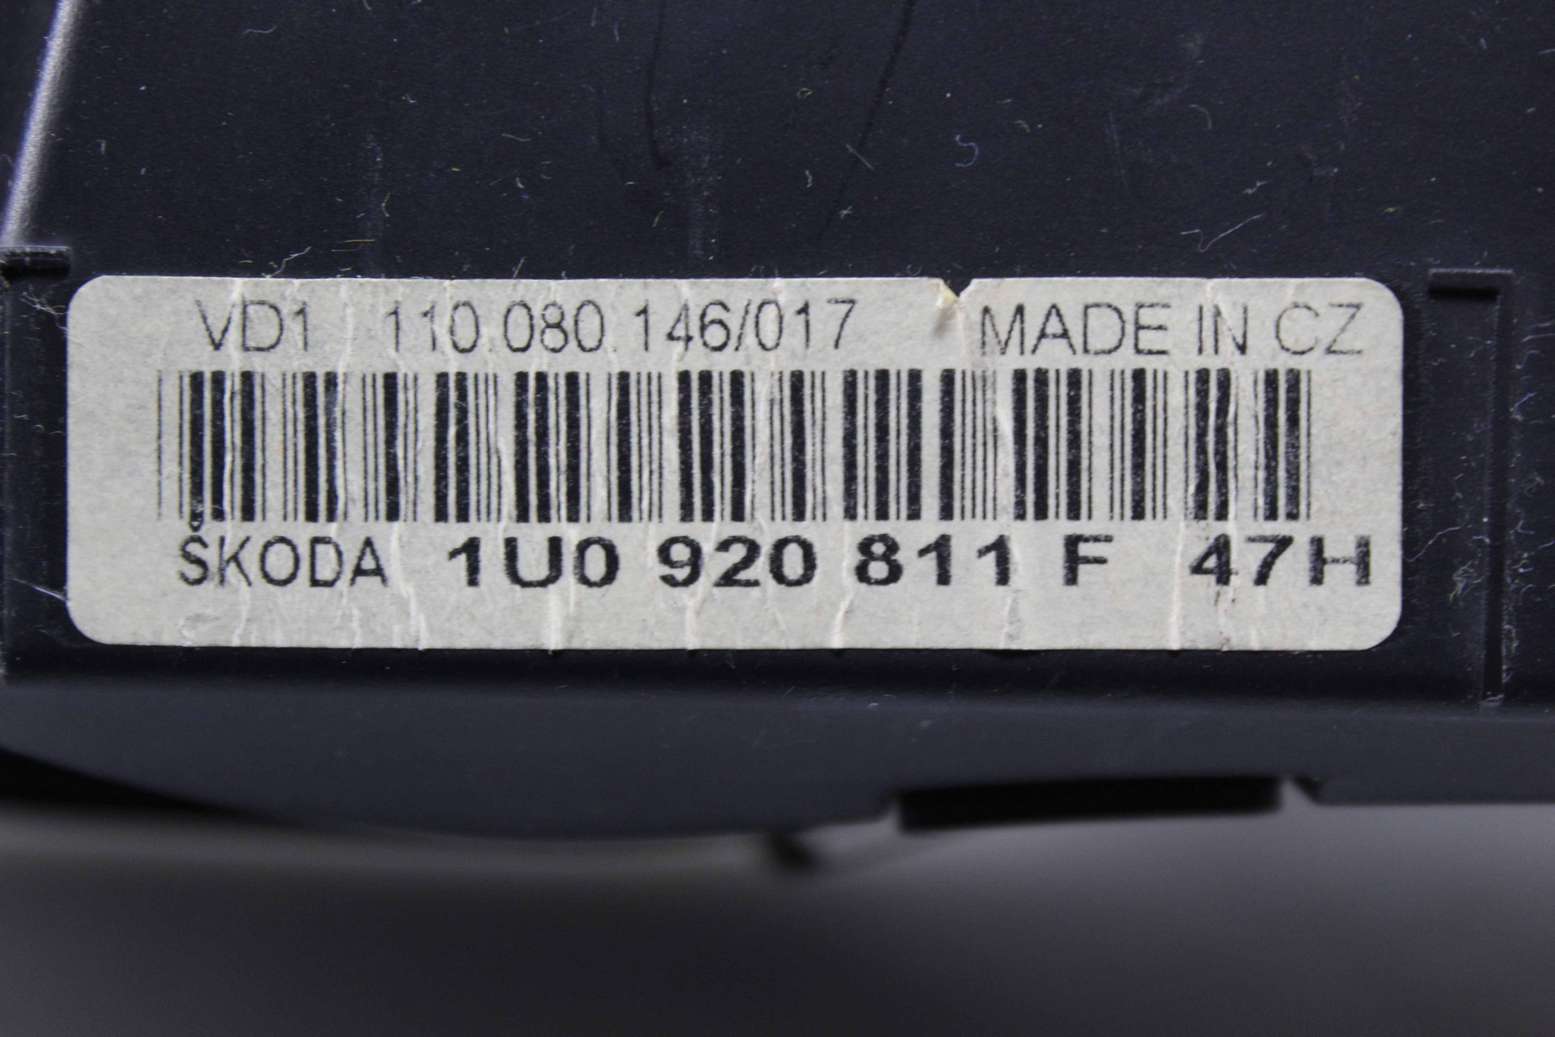 VD1 110.080.146/017 MADE IN CZ
ŠKODA 1U0 920 811 F 47H